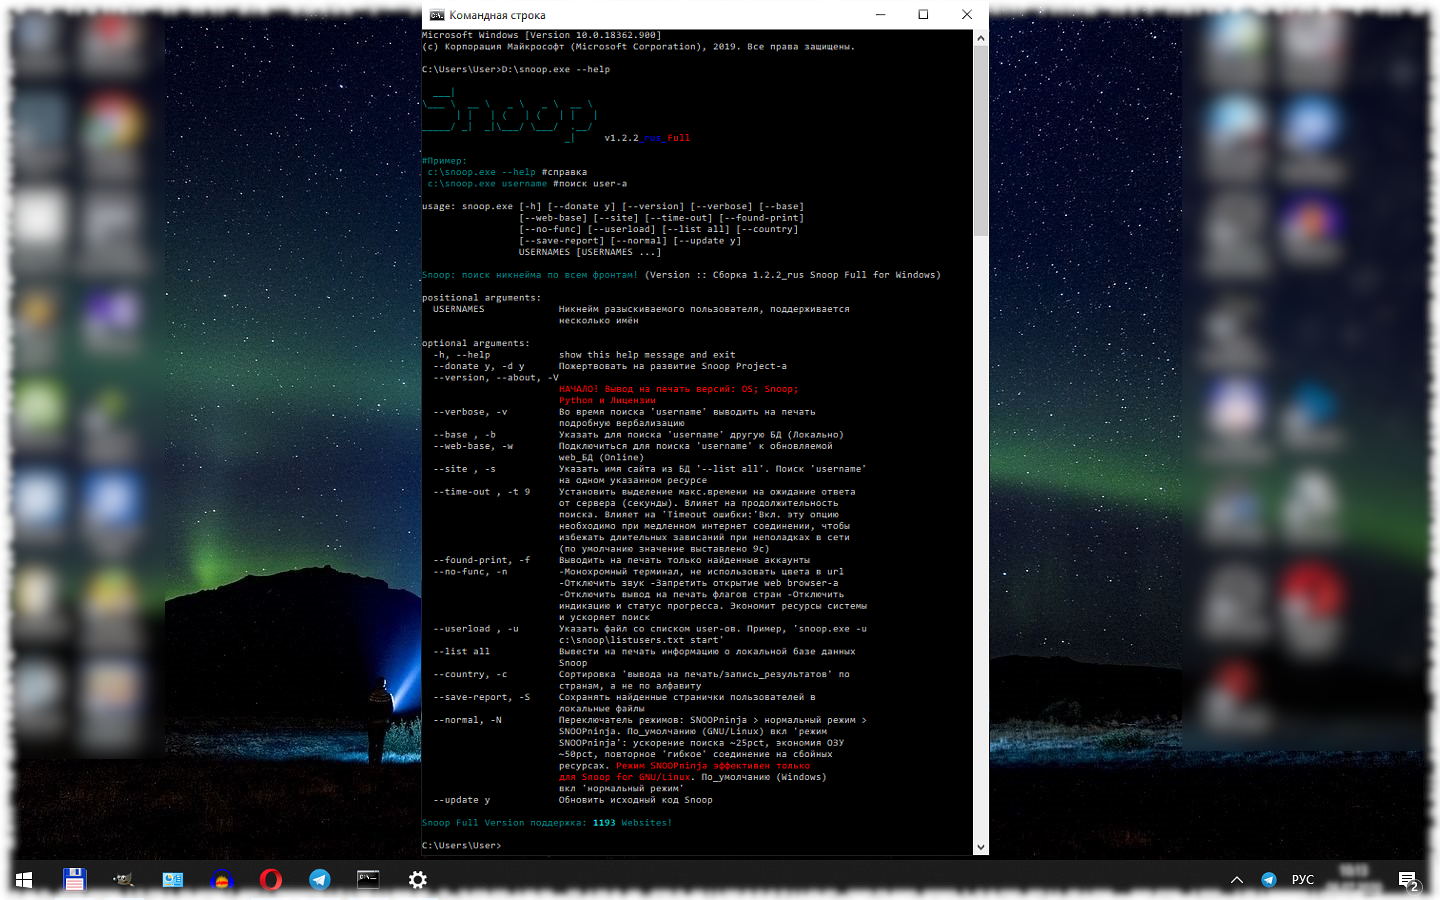 Командная строка
Microsoft Windows [Version 10.0.18362.900]
(c) Корпорация Майкрософт (Microsoft Corporation), 2019. Все права защищены.
C:\Users\User>D:\snoop.exe --help
Snoop
v1.2.2_rus_Full
#Пример:
c:\snoop.exe --help #справка
c:\snoop.exe username #поиск user-а
usage: snoop.exe [-h] [--donate y] [--version] [--verbose] [--base]
[--web-base] [--site] [--time-out] [--found-print]
[--no-func] [--userload] [--list all] [--country]
[--save-report] [--normal] [--update y]
USERNAMES [USERNAMES ...]
Snoop: поиск никнейма по всем фронтам! (Version :: Сборка 1.2.2_rus Snoop Full for Windows)
positional arguments:
USERNAMES Никнейм разыскиваемого пользователя, поддерживается
несколько имён
optional arguments:
-h, --help show this help message and exit
--donate y, -d y Пожертвовать на развитие Snoop Project-а
--version, --about, -V
НАЧАЛО! Вывод на печать версий: OS; Snoop;
Python и Лицензии
--verbose, -v Во время поиска 'username' выводить на печать
подробную вербализацию
--base , -b Указать для поиска 'username' другую БД (Локально)
--web-base, -w Подключиться для поиска 'username' к обновляемой
web_БД (Online)
--site , -s Указать имя сайта из БД '--list all'. Поиск 'username'
на одном указанном ресурсе
--time-out , -t 9 Установить выделение макс.времени на ожидание ответа
от сервера (секунды). Влияет на продолжительность
поиска. Влияет на 'Timeout ошибки:'Вкл. эту опцию
необходимо при медленном интернет соединении, чтобы
избежать длительных зависаний при неполадках в сети
(по умолчанию значение выставлено 9с)
--found-print, -f Выводить на печать только найденные аккаунты
--no-func, -n -Монохромный терминал, не использовать цвета в url
-Отключить звук -Запретить открытие web browser-а
-Отключить вывод на печать флагов стран -Отключить
индикацию и статус прогресса. Экономит ресурсы системы
и ускоряет поиск
--userload , -u Указать файл со списком user-ов. Пример, 'snoop.exe -u
c:\snoop\listusers.txt start'
--list all Вывести на печать информацию о локальной базе данных
Snoop
--country, -c Сортировка 'вывода на печать/запись_результатов' по
странам, а не по алфавиту
--save-report, -S Сохранять найденные странички пользователей в
локальные файлы
--normal, -N Переключатель режимов: SNOOPninja > нормальный режим >
SNOOPninja. По_умолчанию (GNU/Linux) вкл 'режим
SNOOPninja': ускорение поиска ~25pct, экономия ОЗУ
~50pct, повторное 'гибкое' соединение на сбойных
ресурсах. Режим SNOOPninja эффективен только
для Snoop for GNU/Linux. По_умолчанию (Windows)
вкл 'нормальный режим'
--update y Обновить исходный код Snoop
Snoop Full Version поддержка: 1193 Websites!
C:\Users\User>
РУС
2